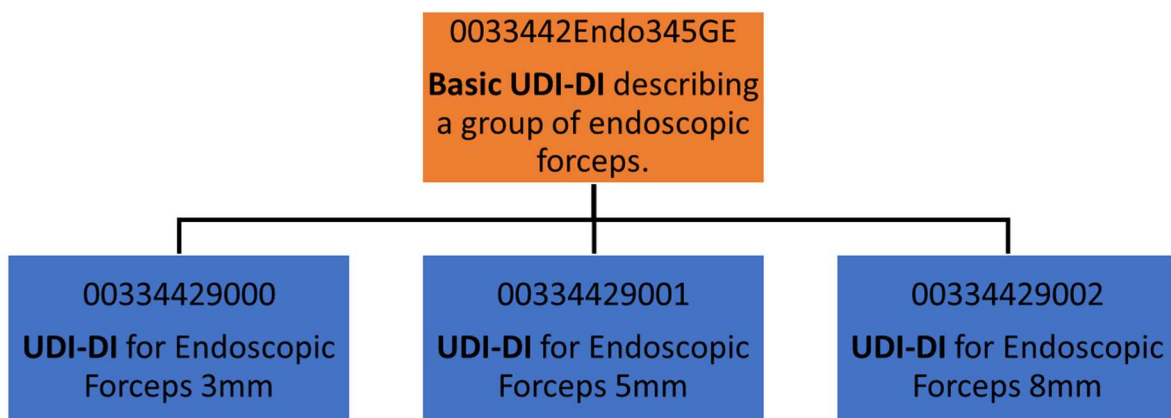 0033442Endo345GE
Basic UDI-DI describing
a group of endoscopic
forceps.
00334429000
UDI-DI for Endoscopic
Forceps 3mm
00334429001
UDI-DI for Endoscopic
Forceps 5mm
00334429002
UDI-DI for Endoscopic
Forceps 8mm